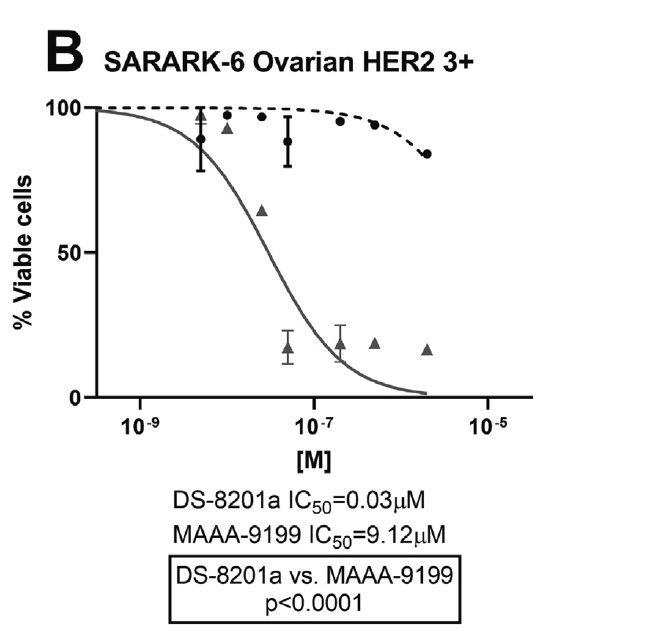 B SARARK-6 Ovarian HER2 3+
100
50
0
% Viable cells
10⁻⁹ 10⁻⁷ 10⁻⁵
[M]
DS-8201a IC₅₀=0.03μM
MAAA-9199 IC₅₀=9.12μM
DS-8201a vs. MAAA-9199
p<0.0001